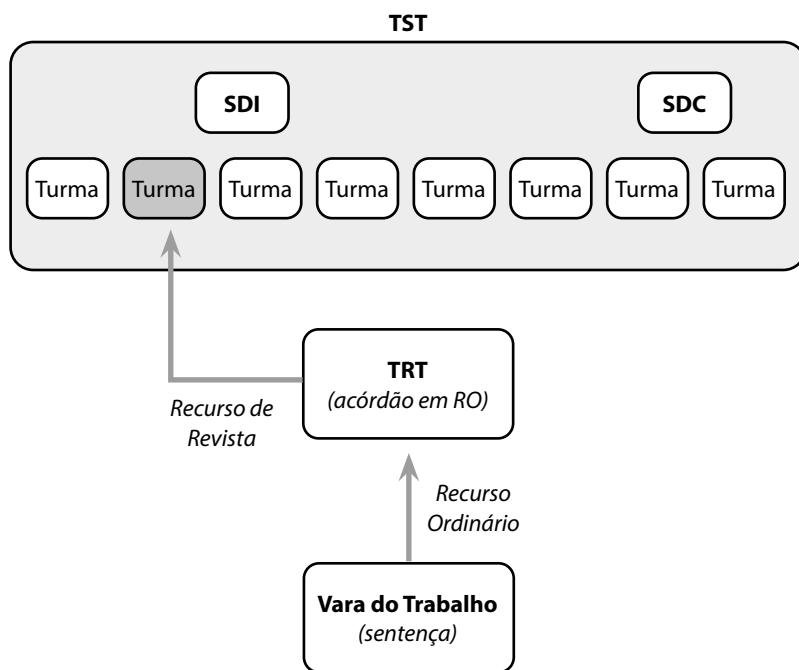 TST
SDI
SDC
Turma
Turma
Turma
Turma
Turma
Turma
Turma
Turma
TRT
(acórdão em RO)
Recurso de
Revista
Recurso
Ordinário
Vara do Trabalho
(sentença)